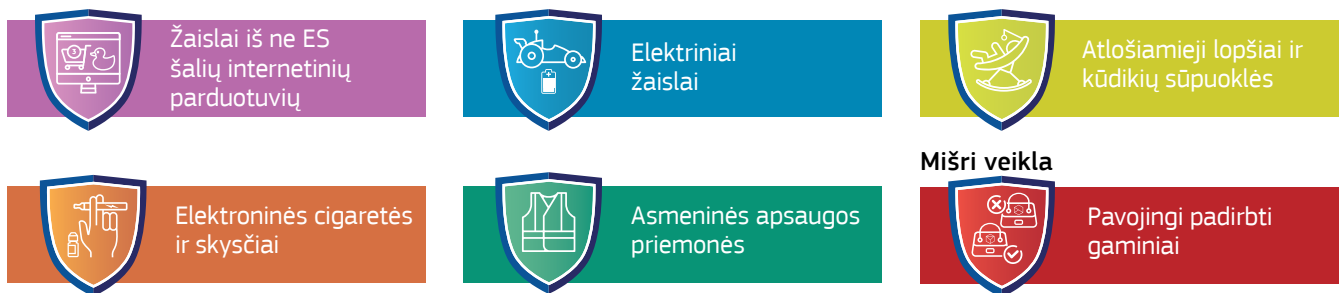 Žaislai iš ne ES
šalių internetinių
parduotuvių
Elektriniai
žaislai
Atlošiamieji lopšiai ir
kūdikių sūpuoklės
Elektroninės cigaretės
ir skysčiai
Asmeninės apsaugos
priemonės
Mišri veikla
Pavojingi padirbti
gaminiai